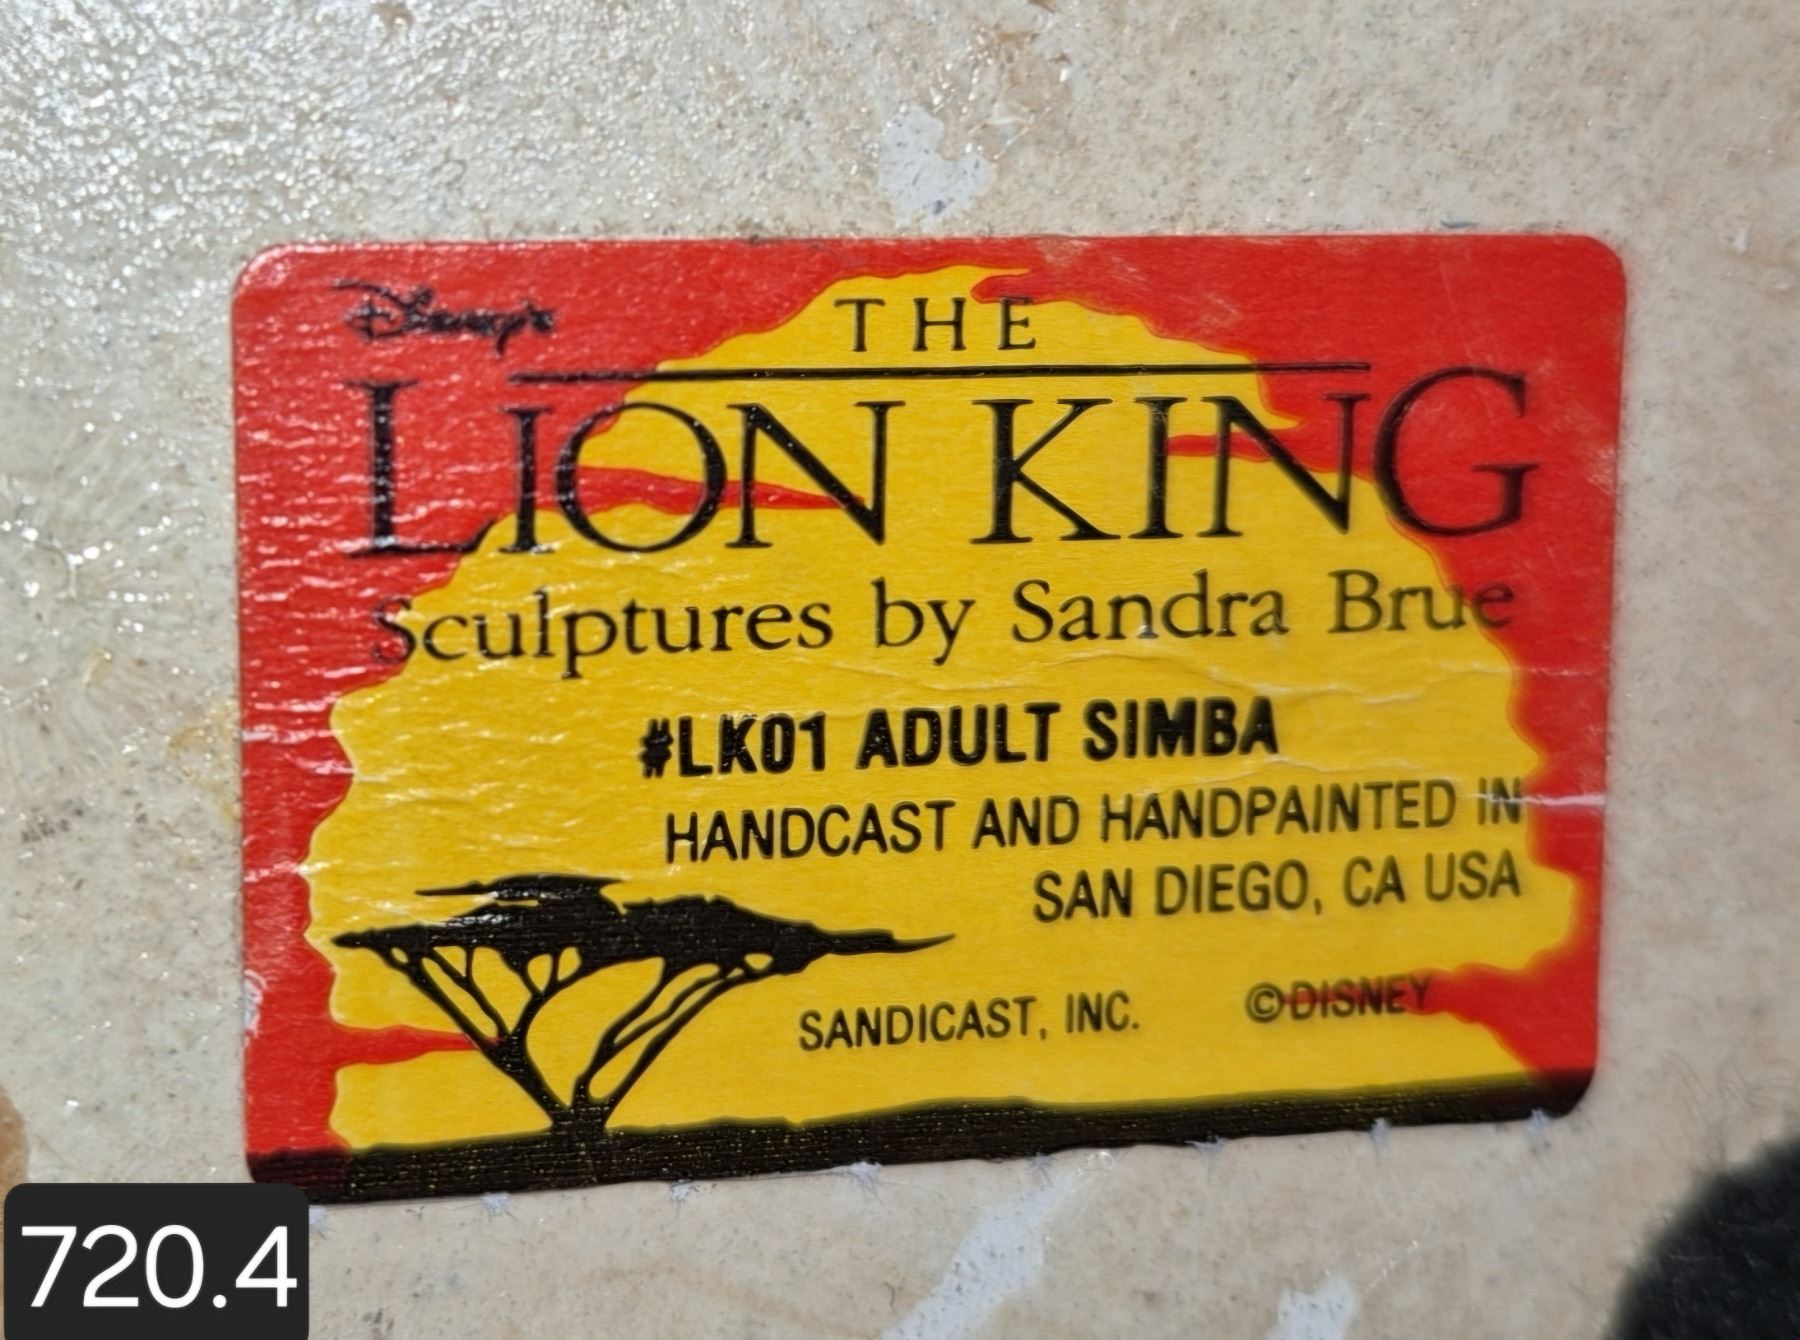 Disney's
THE
LION KING
Sculptures by Sandra Brue
#LK01 ADULT SIMBA
HANDCAST AND HANDPAINTED IN
SAN DIEGO, CA USA
SANDICAST, INC. ©DISNEY
720.4